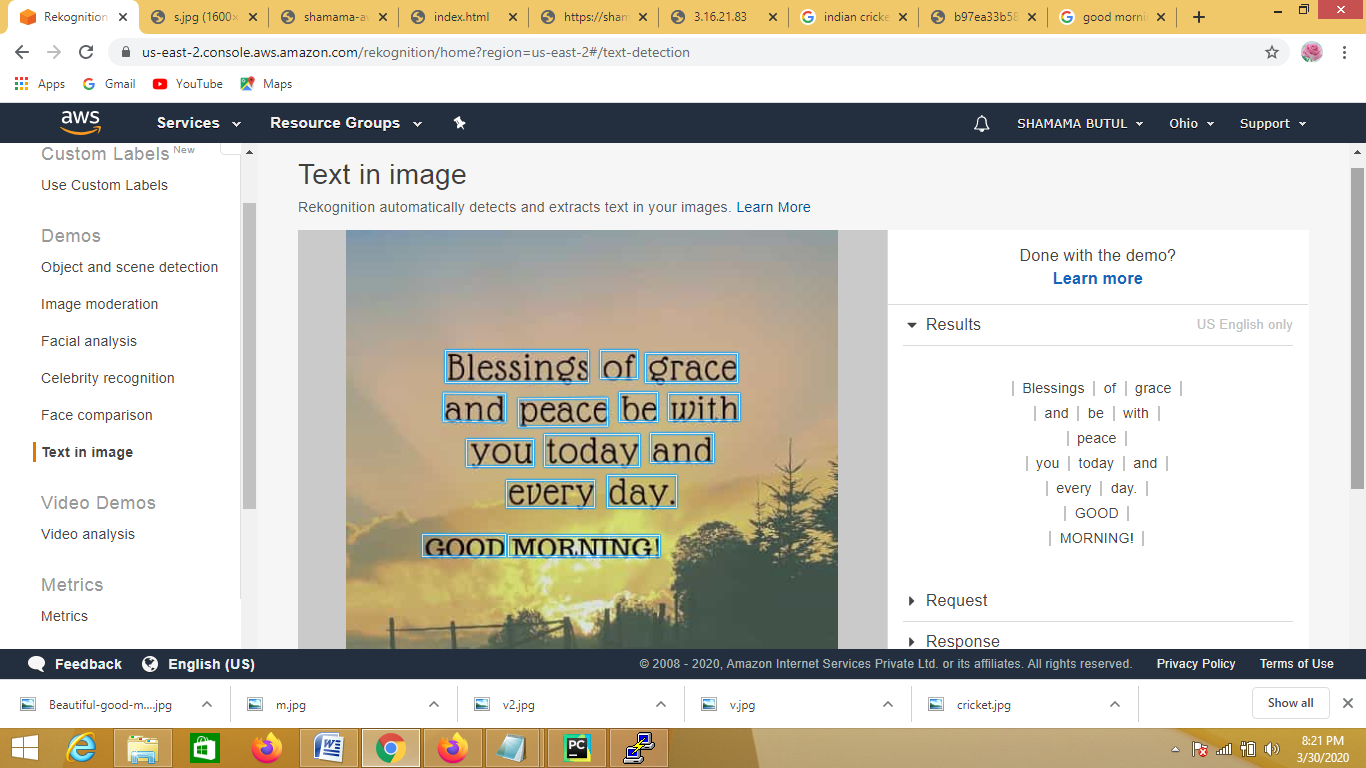 Rekognition
s.jpg (1600×
shamama-aw
index.html
https://sham
3.16.21.83
indian cricke
b97ea33b58
good morni
us-east-2.console.aws.amazon.com/rekognition/home?region=us-east-2#/text-detection
Apps
Gmail
YouTube
Maps
aws
Services
Resource Groups
SHAMAMA BUTUL
Ohio
Support
Custom Labels New
Use Custom Labels
Demos
Object and scene detection
Image moderation
Facial analysis
Celebrity recognition
Face comparison
Text in image
Video Demos
Video analysis
Metrics
Metrics
Text in image
Rekognition automatically detects and extracts text in your images. Learn More
Blessings of grace
and peace be with
you today and
every day.
GOOD MORNING!
Done with the demo?
Learn more
Results
US English only
| Blessings | of | grace |
| and | be | with |
| peace |
| you | today | and |
| every | day. |
| GOOD |
| MORNING! |
Request
Response
Feedback
English (US)
© 2008 - 2020, Amazon Internet Services Private Ltd. or its affiliates. All rights reserved.
Privacy Policy
Terms of Use
Beautiful-good-m....jpg
m.jpg
v2.jpg
v.jpg
cricket.jpg
Show all
PC
8:21 PM
3/30/2020